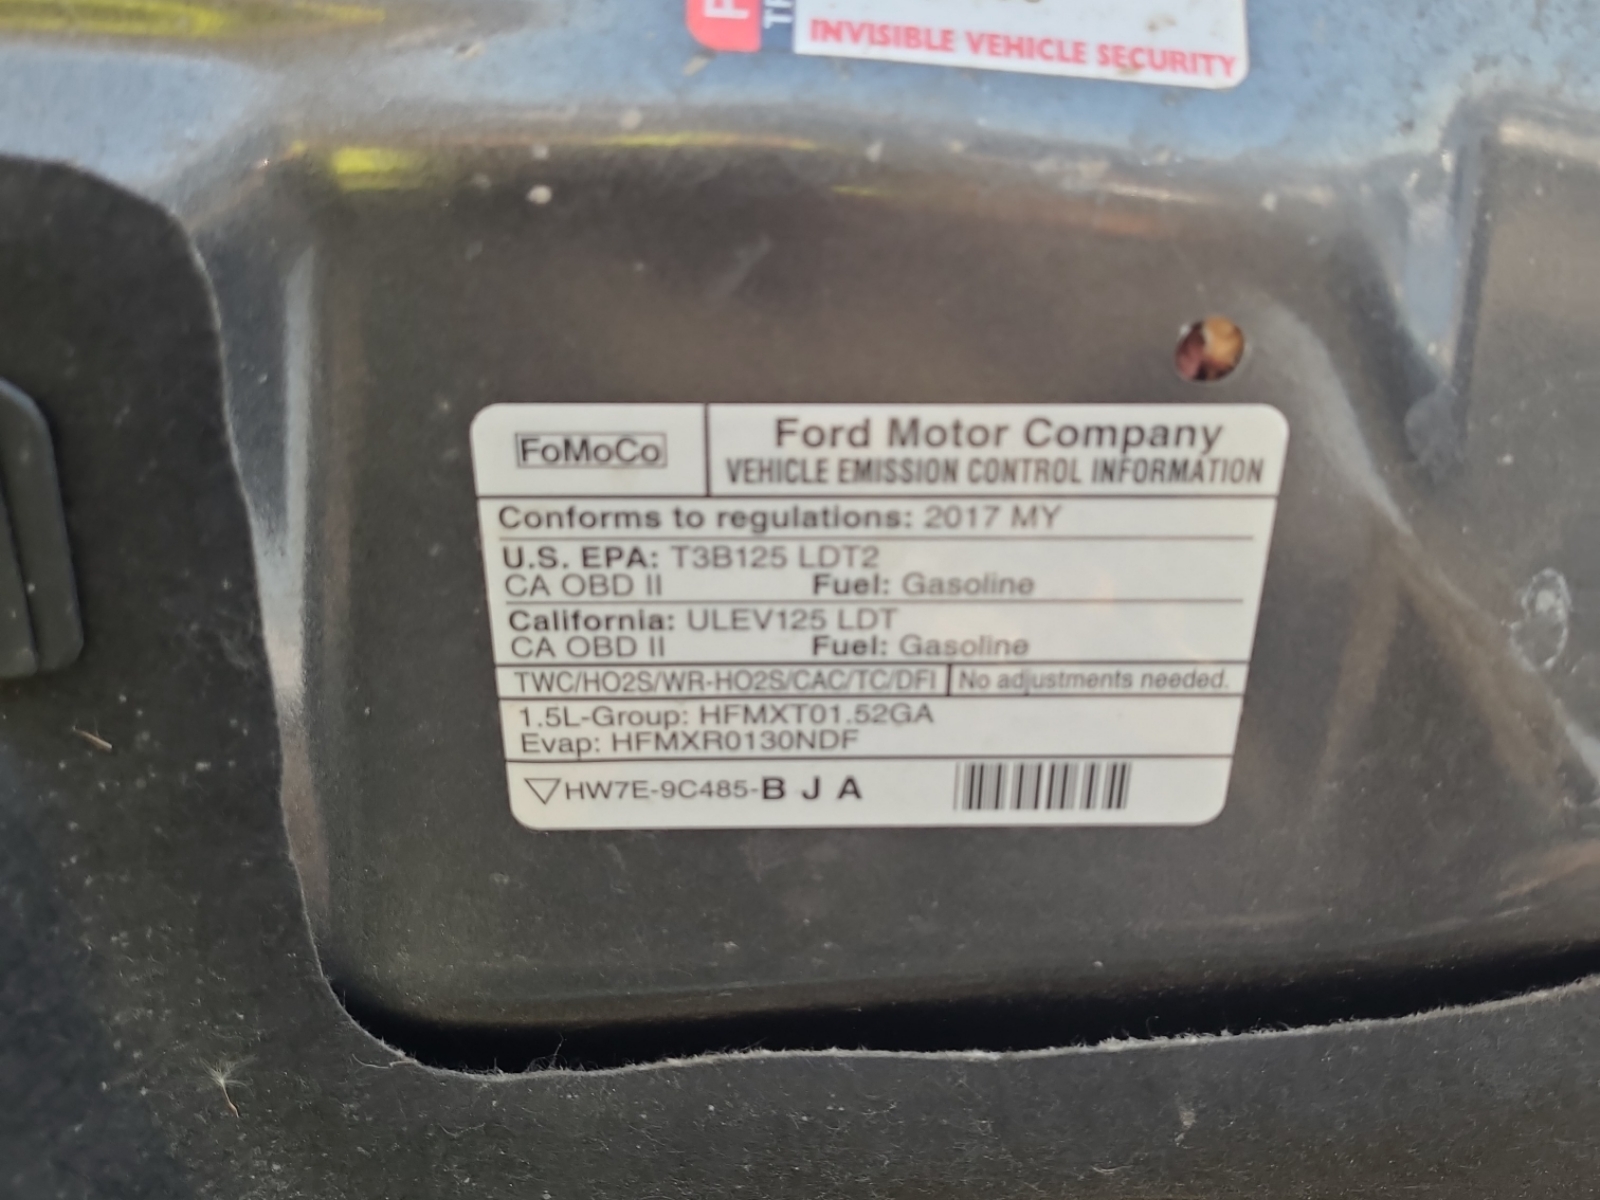 INVISIBLE VEHICLE SECURITY
FoMoCo
Ford Motor Company
VEHICLE EMISSION CONTROL INFORMATION
Conforms to regulations: 2017 MY
U.S. EPA: T3B125 LDT2
CA OBD II Fuel: Gasoline
California: ULEV125 LDT
CA OBD II Fuel: Gasoline
TWC/HO2S/WR-HO2S/CAC/TC/DFI No adjustments needed.
1.5L-Group: HFMXT01.52GA
Evap: HFMXR0130NDF
HW7E-9C485-B J A